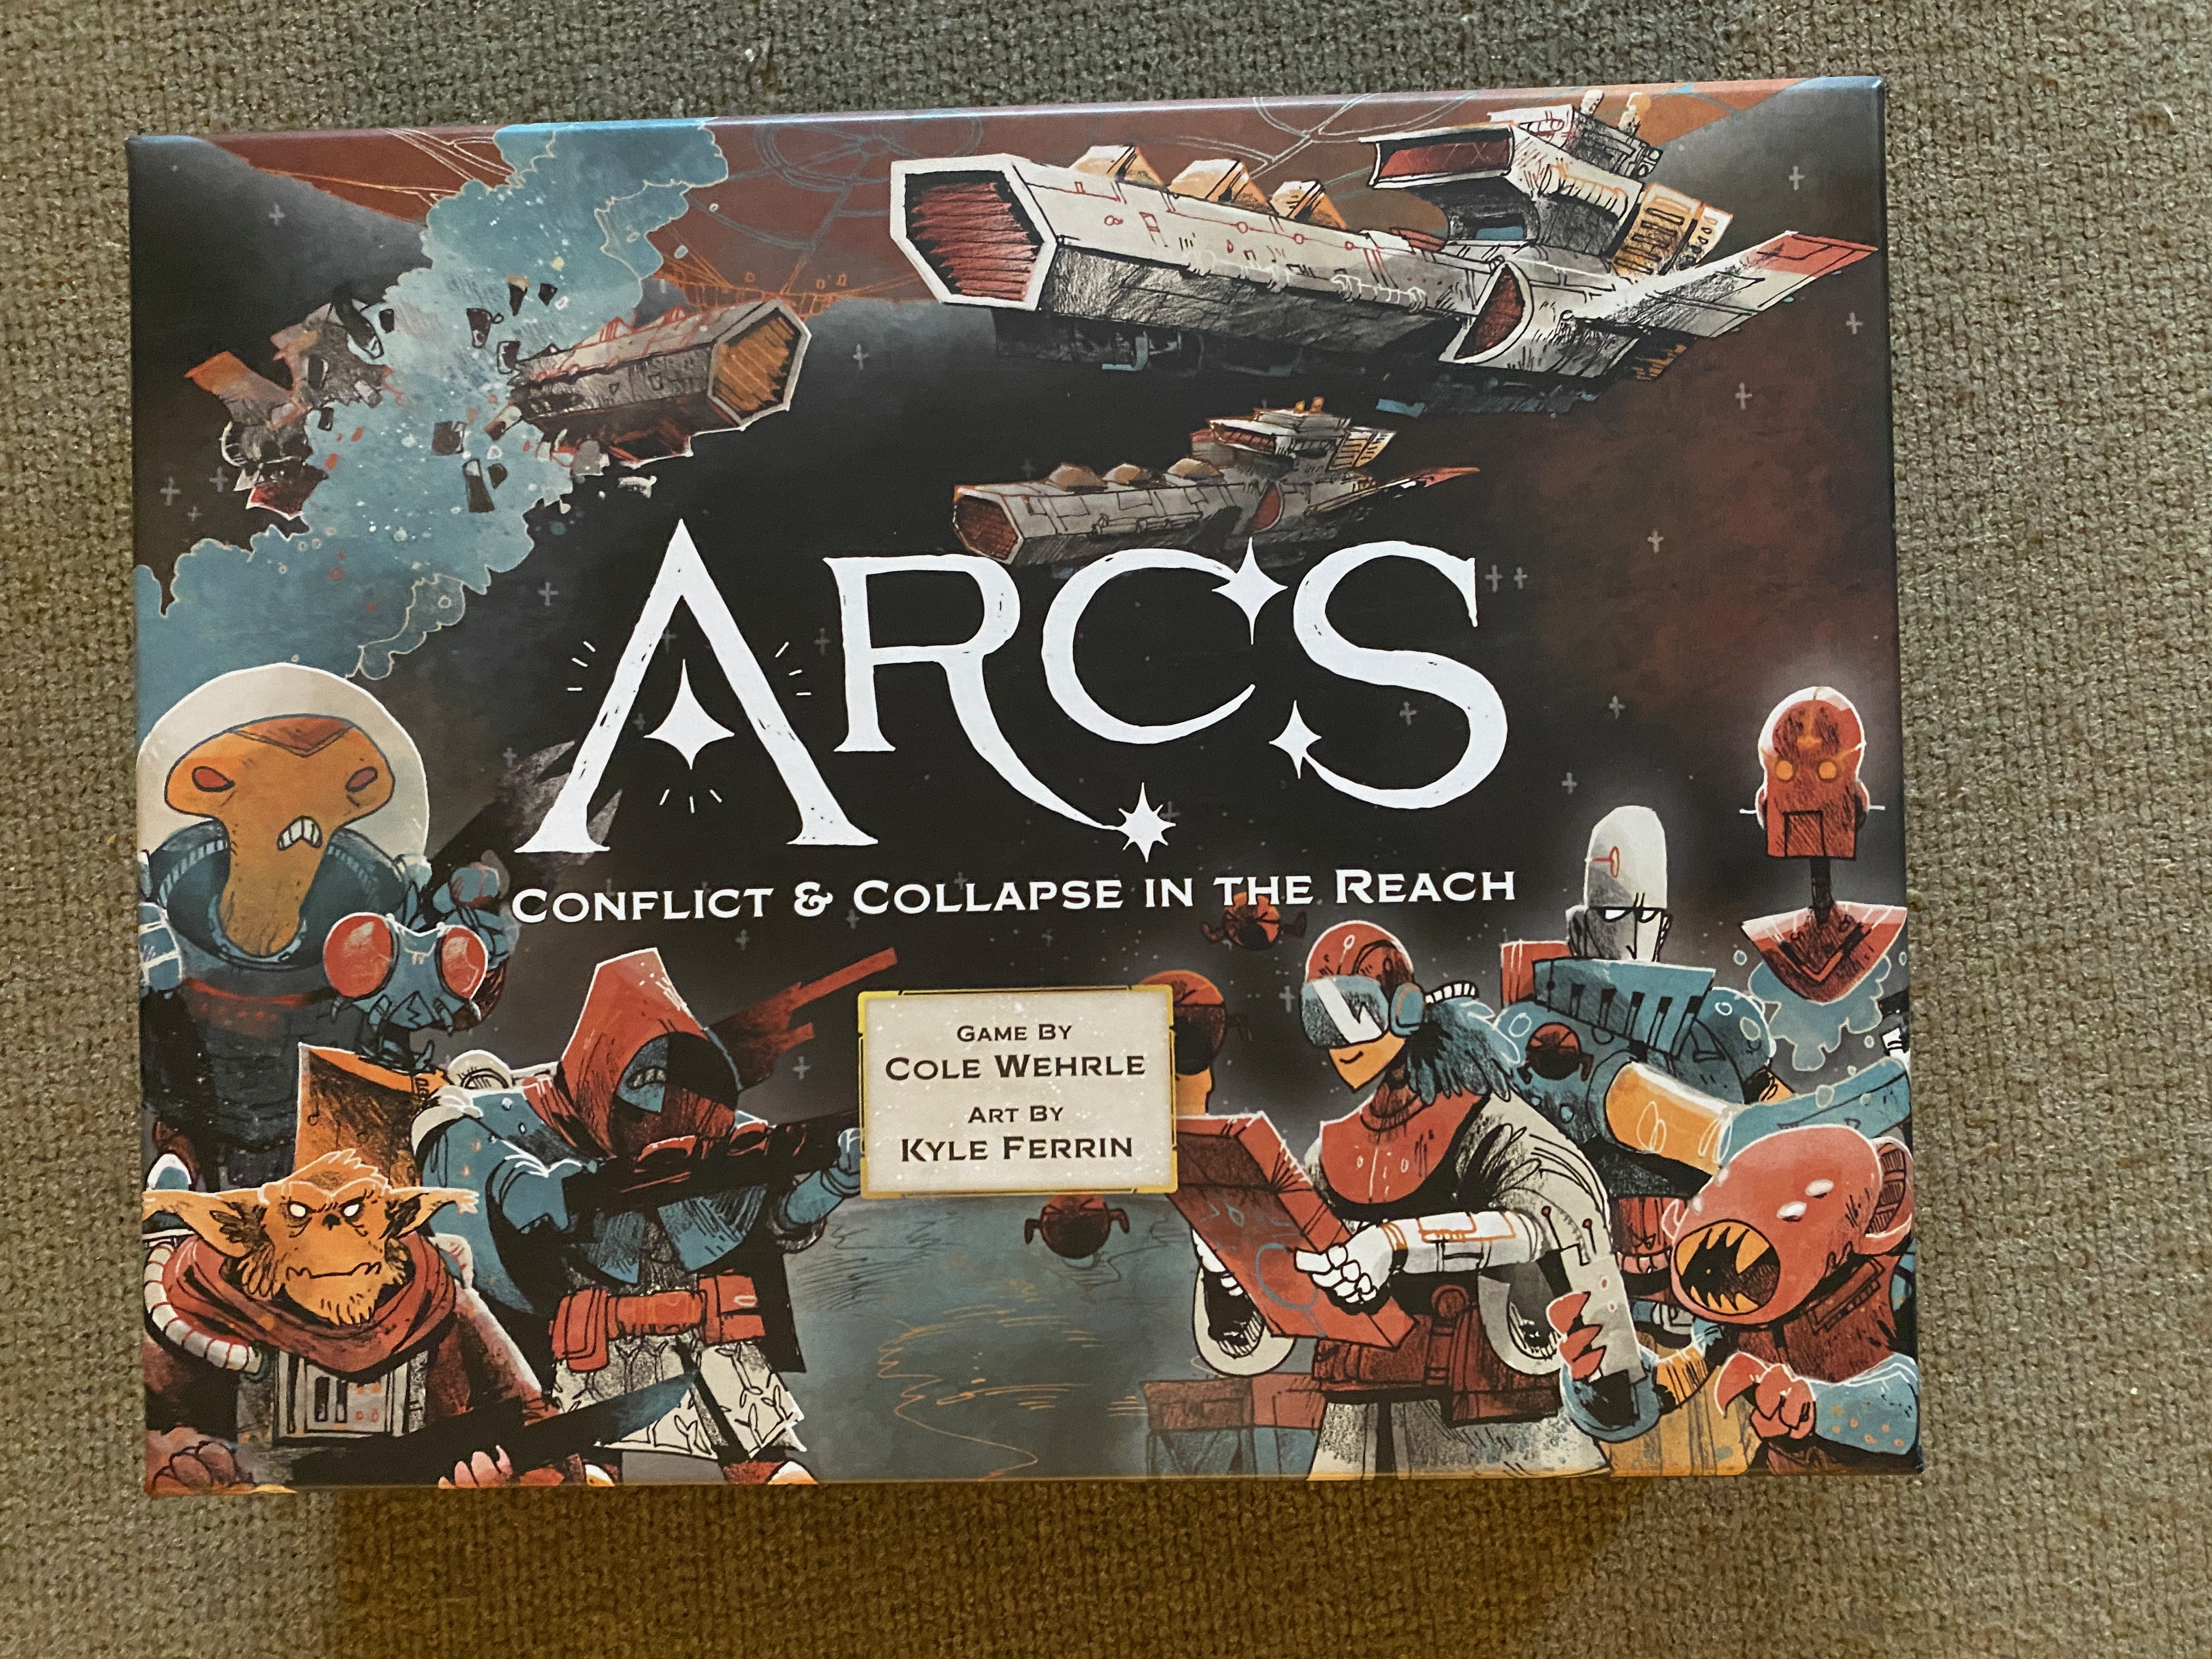 ARCS
CONFLICT & COLLAPSE IN THE REACH
GAME BY
COLE WEHRLE
ART BY
KYLE FERRIN